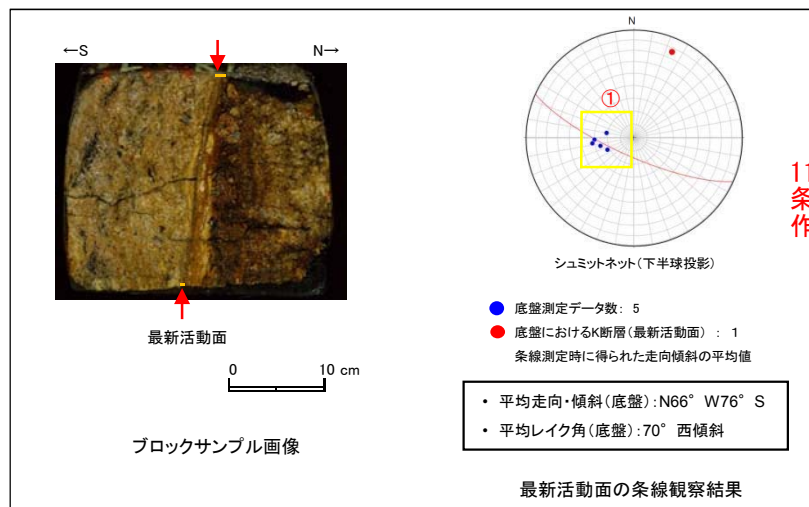 ←S
N→
最新活動面
0
10 cm
ブロックサンプル画像
N
①
シュミットネット(下半球投影)
底盤測定データ数: 5
底盤におけるK断層(最新活動面) : 1
条線測定時に得られた走向傾斜の平均値
• 平均走向・傾斜(底盤):N66° W76° S
• 平均レイク角(底盤):70° 西傾斜
最新活動面の条線観察結果
11
条
作